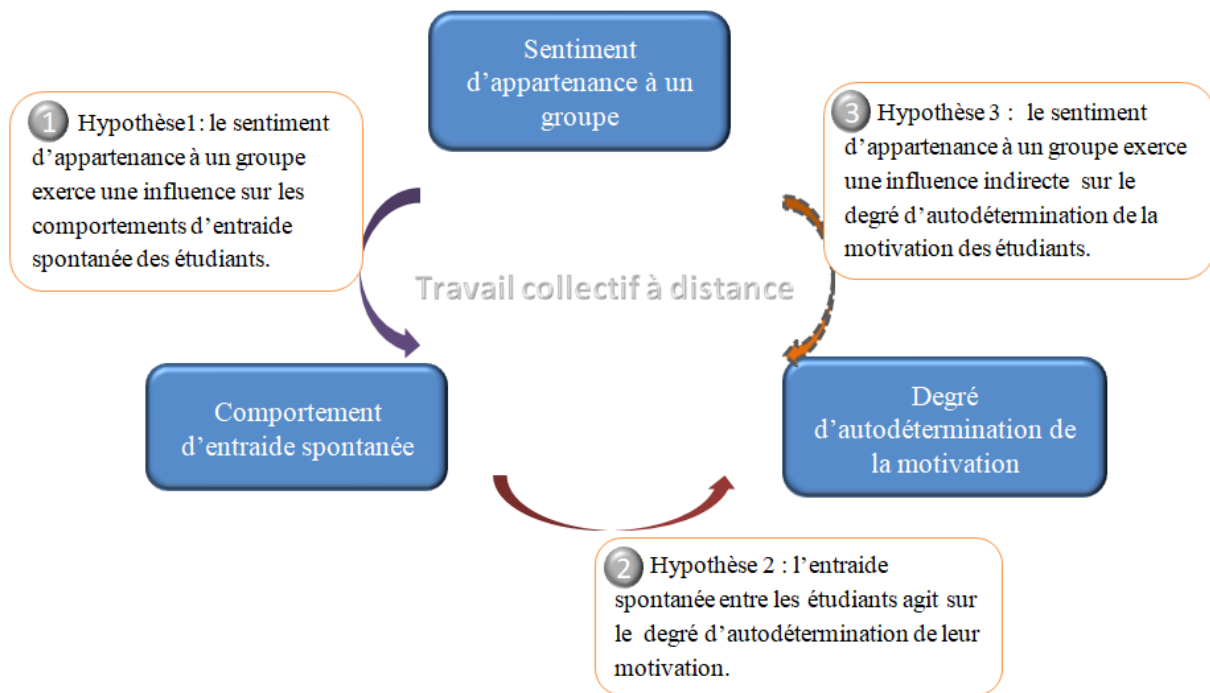 Sentiment
d’appartenance à un
groupe
1 Hypothèse1: le sentiment
d’appartenance à un groupe
exerce une influence sur les
comportements d’entraide
spontanée des étudiants.
3 Hypothèse 3 : le sentiment
d’appartenance à un groupe exerce
une influence indirecte sur le
degré d’autodétermination de la
motivation des étudiants.
Travail collectif à distance
Comportement
d’entraide spontanée
Degré
d’autodétermination de
la motivation
2 Hypothèse 2 : l’entraide
spontanée entre les étudiants agit sur
le degré d’autodétermination de leur
motivation.